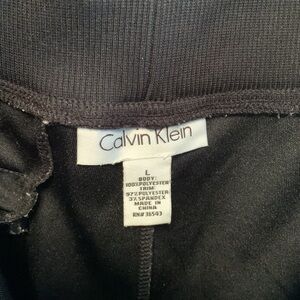 Calvin Klein
L
BODY:
100%POLYESTER
TRIM:
97%POLYESTER
3% SPANDEX
MADE IN
CHINA
RN# 36543